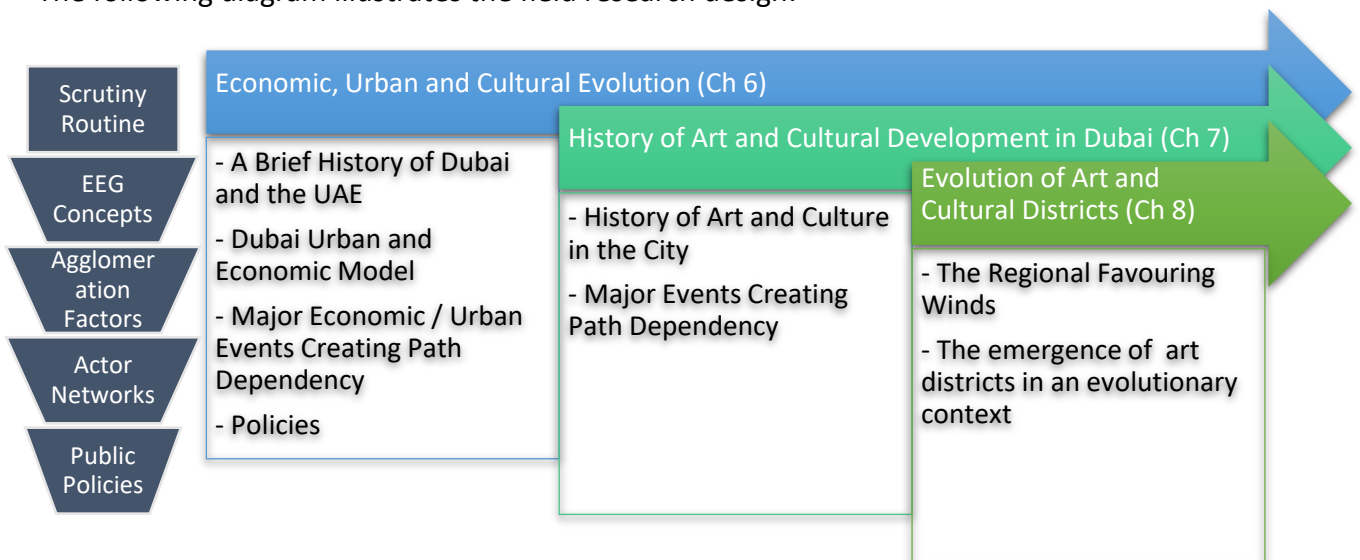 The following diagram illustrates the field research design:
Scrutiny
Routine
EEG
Concepts
Agglomer
ation
Factors
Actor
Networks
Public
Policies
Economic, Urban and Cultural Evolution (Ch 6)
- A Brief History of Dubai
and the UAE
- Dubai Urban and
Economic Model
- Major Economic / Urban
Events Creating Path
Dependency
- Policies
History of Art and Cultural Development in Dubai (Ch 7)
- History of Art and Culture
in the City
- Major Events Creating
Path Dependency
Evolution of Art and
Cultural Districts (Ch 8)
- The Regional Favouring
Winds
- The emergence of art
districts in an evolutionary
context